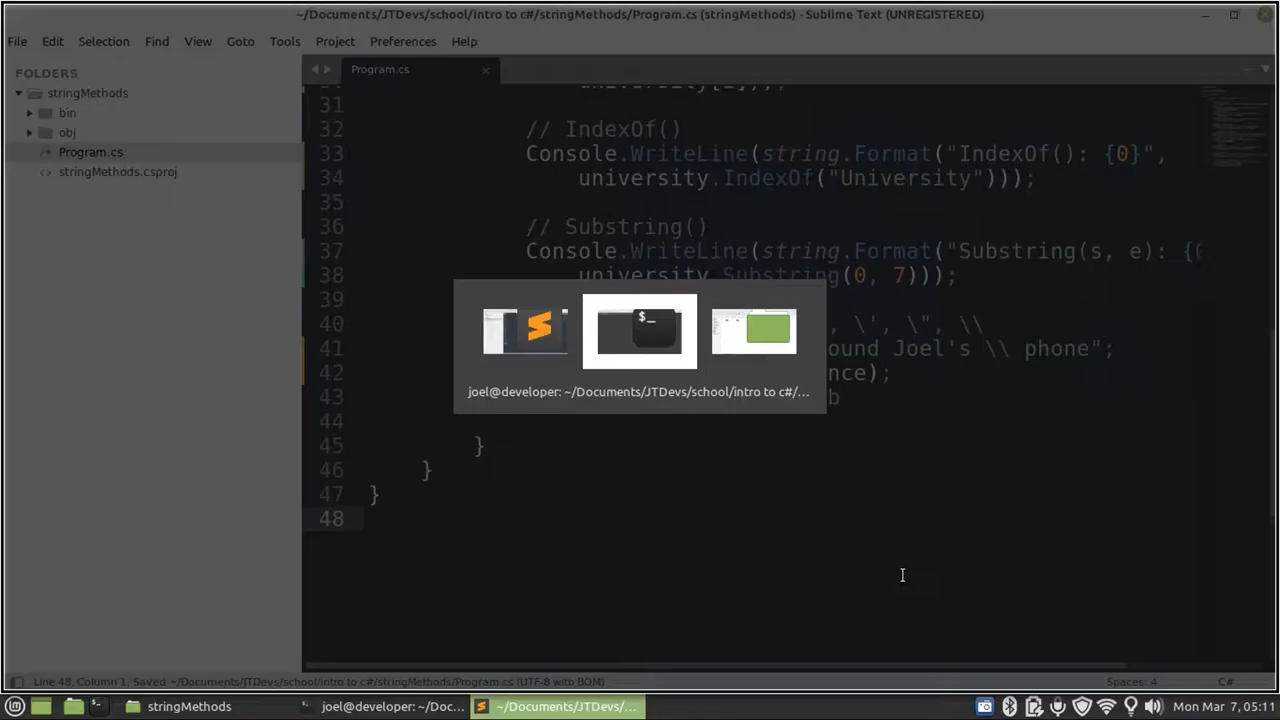 ~/Documents/JTDevs/school/intro to c#/stringMethods/Program.cs (stringMethods) - Sublime Text (UNREGISTERED)
File Edit Selection Find View Goto Tools Project Preferences Help
FOLDERS
stringMethods
bin
obj
Program.cs
stringMethods.csproj
Program.cs
31
32 // IndexOf()
33 Console.WriteLine(string.Format("IndexOf(): {0}",
34 university.IndexOf("University")));
35
36 // Substring()
37 Console.WriteLine(string.Format("Substring(s, e):
38 university.Substring(0, 7)));
39
40 , \', \", \\
41 ound Joel's \\ phone";
42 nce);
43 b
44
45 }
46 }
47 }
48
$_
joel@developer: ~/Documents/JTDevs/school/intro to c#/...
Line 48, Column 1, Saved ~/Documents/JTDevs/school/intro to c#/stringMethods/Program.cs (UTF-8 with BOM) Spaces: 4 C#
stringMethods joel@developer: ~/Doc... ~/Documents/JTDevs/... Mon Mar 7, 05:11